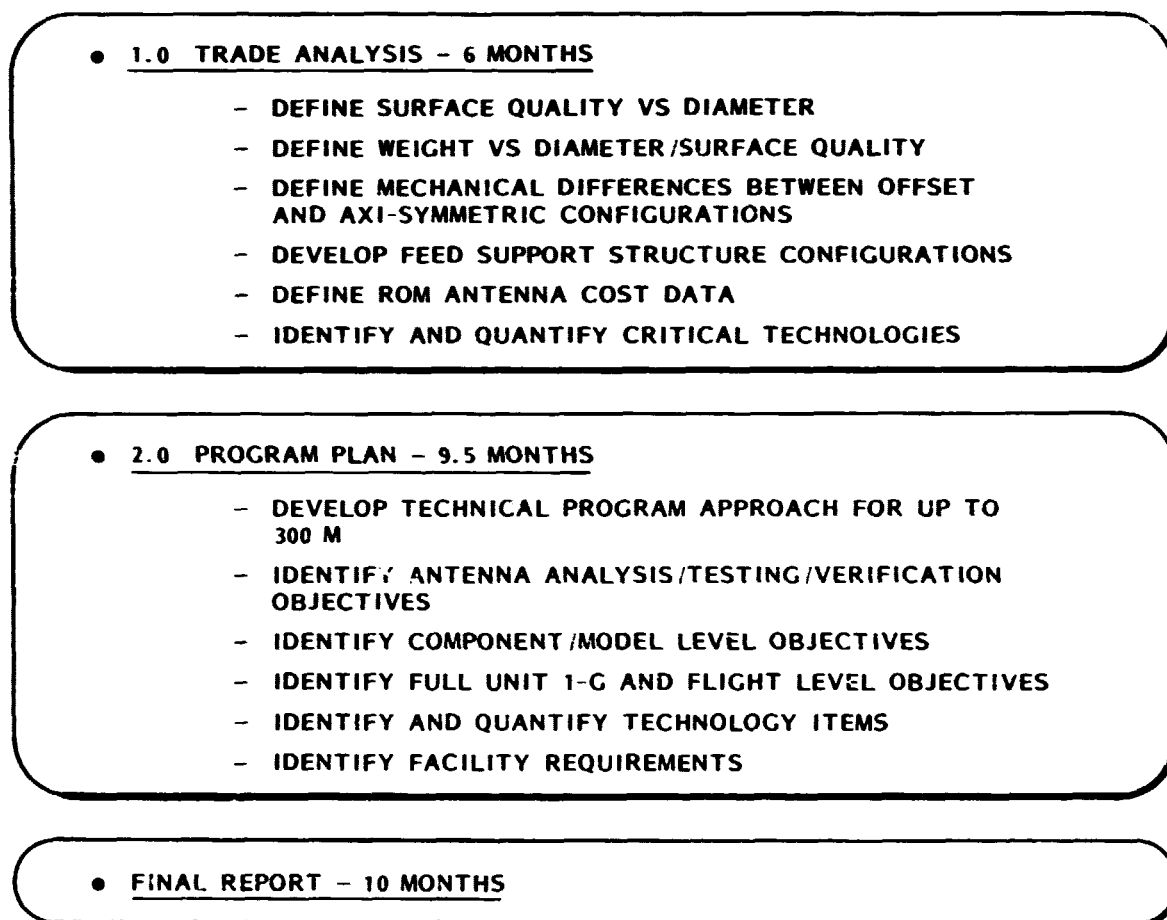 • 1.0 TRADE ANALYSIS – 6 MONTHS
– DEFINE SURFACE QUALITY VS DIAMETER
– DEFINE WEIGHT VS DIAMETER/SURFACE QUALITY
– DEFINE MECHANICAL DIFFERENCES BETWEEN OFFSET
AND AXI-SYMMETRIC CONFIGURATIONS
– DEVELOP FEED SUPPORT STRUCTURE CONFIGURATIONS
– DEFINE ROM ANTENNA COST DATA
– IDENTIFY AND QUANTIFY CRITICAL TECHNOLOGIES
• 2.0 PROGRAM PLAN – 9.5 MONTHS
– DEVELOP TECHNICAL PROGRAM APPROACH FOR UP TO
300 M
– IDENTIFY ANTENNA ANALYSIS/TESTING/VERIFICATION
OBJECTIVES
– IDENTIFY COMPONENT/MODEL LEVEL OBJECTIVES
– IDENTIFY FULL UNIT 1-G AND FLIGHT LEVEL OBJECTIVES
– IDENTIFY AND QUANTIFY TECHNOLOGY ITEMS
– IDENTIFY FACILITY REQUIREMENTS
• FINAL REPORT – 10 MONTHS